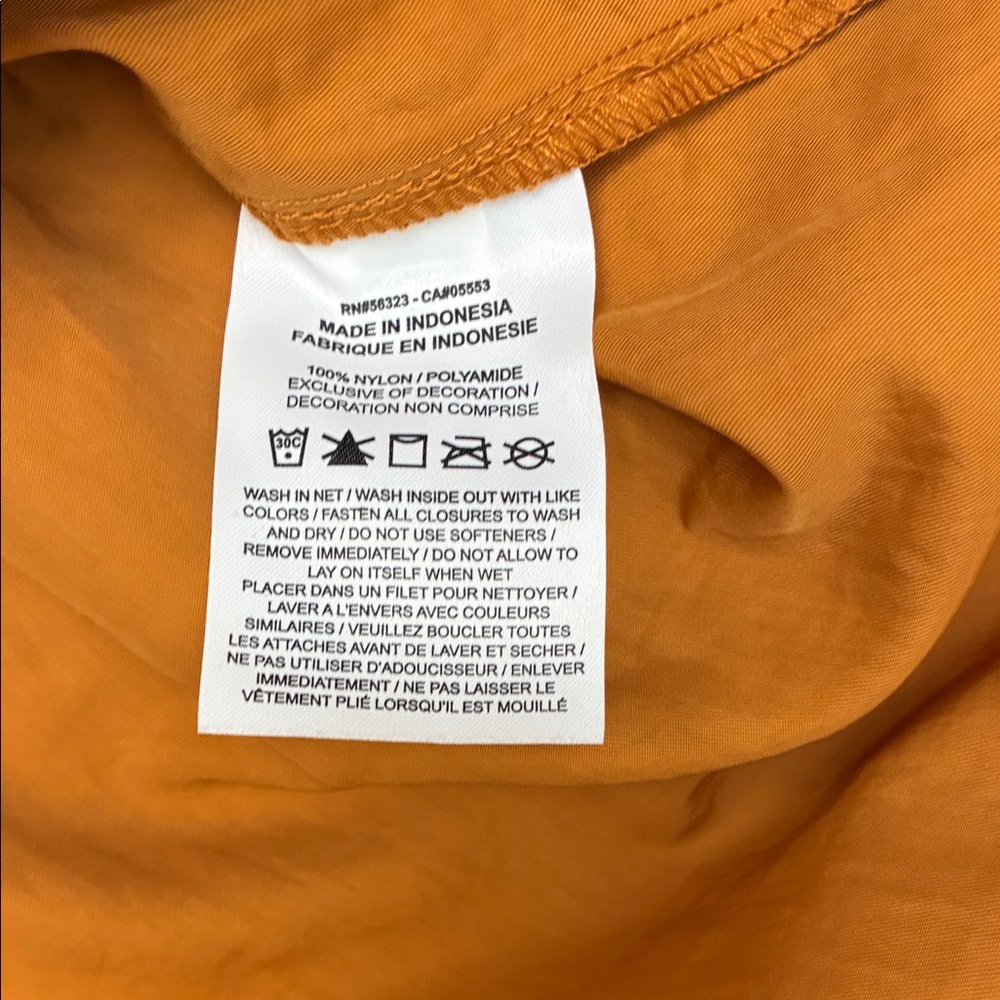 RN#56323 - CA#05553
MADE IN INDONESIA
FABRIQUE EN INDONESIE
100% NYLON / POLYAMIDE
EXCLUSIVE OF DECORATION /
DECORATION NON COMPRISE
30C
WASH IN NET / WASH INSIDE OUT WITH LIKE
COLORS / FASTEN ALL CLOSURES TO WASH
AND DRY / DO NOT USE SOFTENERS /
REMOVE IMMEDIATELY / DO NOT ALLOW TO
LAY ON ITSELF WHEN WET
PLACER DANS UN FILET POUR NETTOYER /
LAVER A L'ENVERS AVEC COULEURS
SIMILAIRES / VEUILLEZ BOUCLER TOUTES
LES ATTACHES AVANT DE LAVER ET SECHER /
NE PAS UTILISER D'ADOUCISSEUR / ENLEVER
IMMEDIATEMENT / NE PAS LAISSER LE
VÊTEMENT PLIÉ LORSQU'IL EST MOUILLÉ